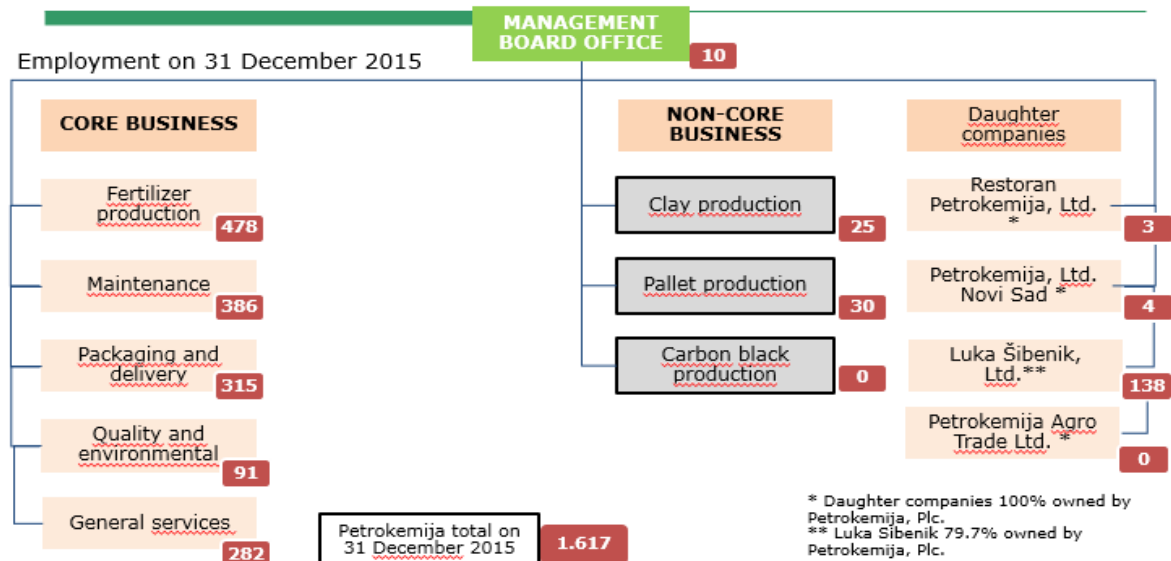 MANAGEMENT
BOARD OFFICE
10
Employment on 31 December 2015
CORE BUSINESS
Fertilizer
production
478
Maintenance
386
Packaging and
delivery
315
Quality and
environmental
91
General services
282
NON-CORE
BUSINESS
Clay production
25
Pallet production
30
Carbon black
production
0
Daughter
companies
Restoran
Petrokemija, Ltd.
*
3
Petrokemija, Ltd.
Novi Sad *
4
Luka Šibenik,
Ltd.**
138
Petrokemija Agro
Trade Ltd. *
0
Petrokemija total on
31 December 2015
1.617
* Daughter companies 100% owned by
Petrokemija, Plc.
** Luka Sibenik 79.7% owned by
Petrokemija, Plc.